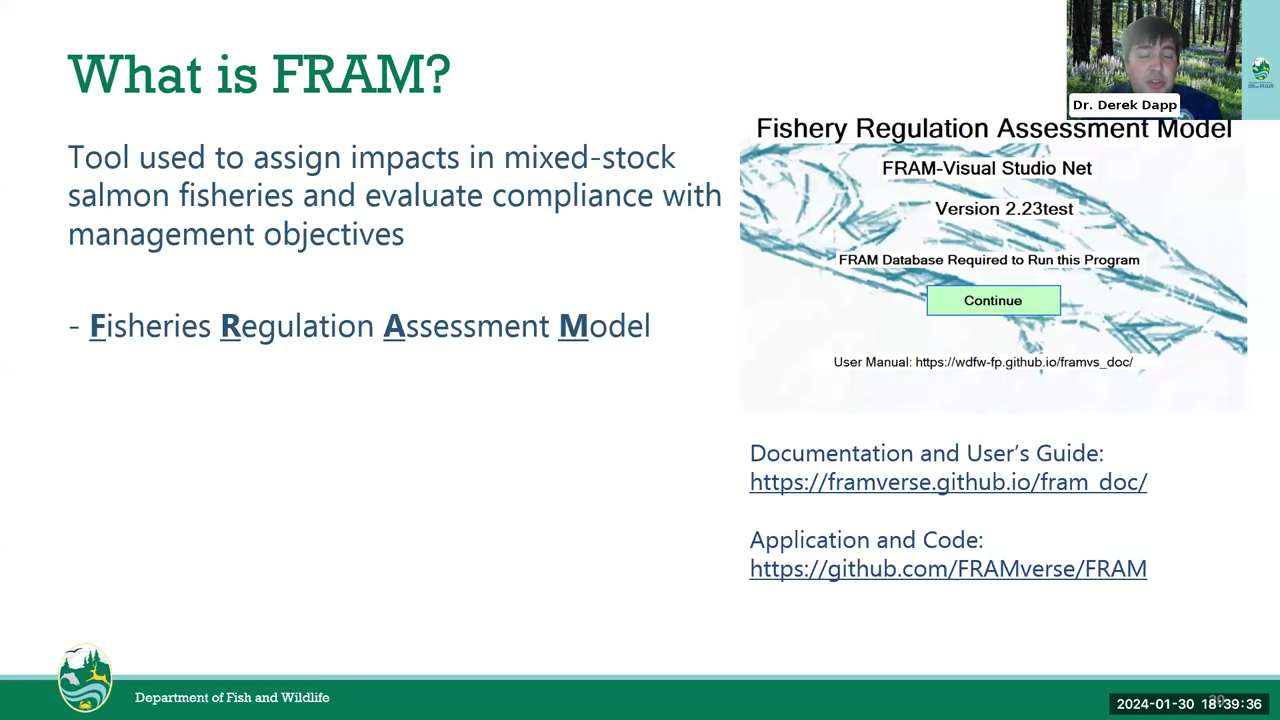 What is FRAM?
Dr. Derek Dapp
Tool used to assign impacts in mixed-stock
salmon fisheries and evaluate compliance with
management objectives
- Fisheries Regulation Assessment Model
Fishery Regulation Assessment Model
FRAM-Visual Studio Net
Version 2.23test
FRAM Database Required to Run this Program
Continue
User Manual: https://wdfw-fp.github.io/framvs_doc/
Documentation and User’s Guide:
https://framverse.github.io/fram_doc/
Application and Code:
https://github.com/FRAMverse/FRAM
Department of Fish and Wildlife
2024-01-30 18:39:36